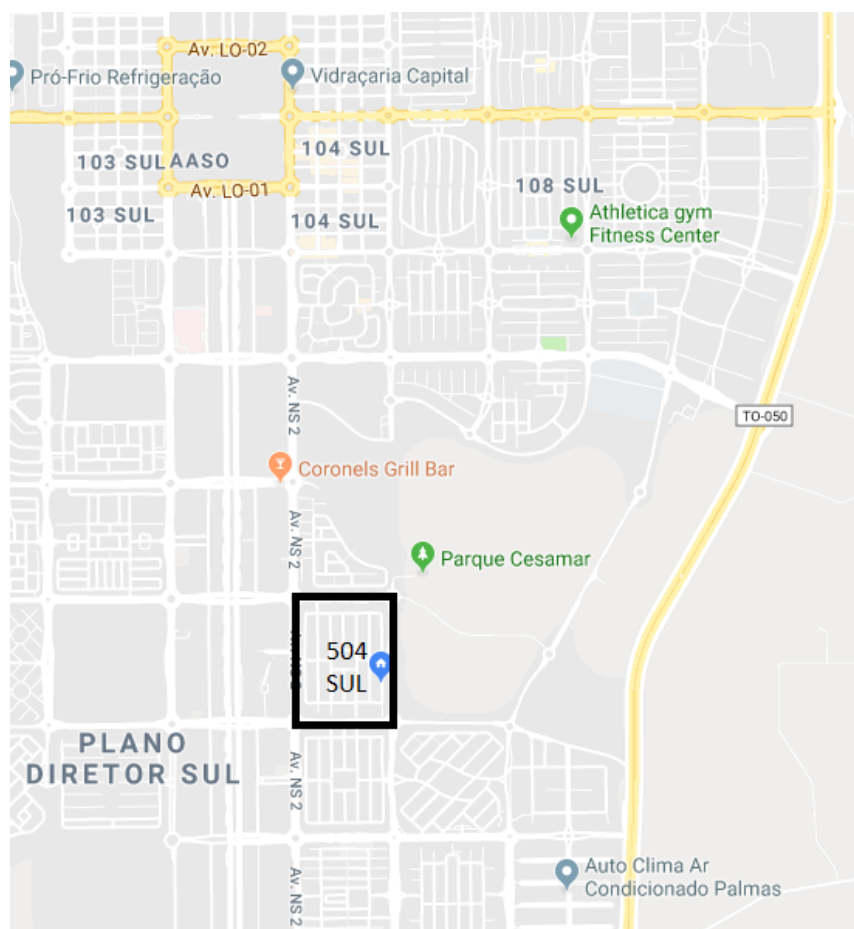 Av. LO-02
Pró-Frio Refrigeração
Vidraçaria Capital
103 SUL
AASO
104 SUL
Av. LO-01
108 SUL
103 SUL
104 SUL
Athletica gym
Fitness Center
Av. NS 2
TO-050
Coronels Grill Bar
Av. NS 2
Parque Cesamar
504
SUL
PLANO
DIRETOR SUL
Av. NS 2
Auto Clima Ar
Condicionado Palmas
Av. NS 2